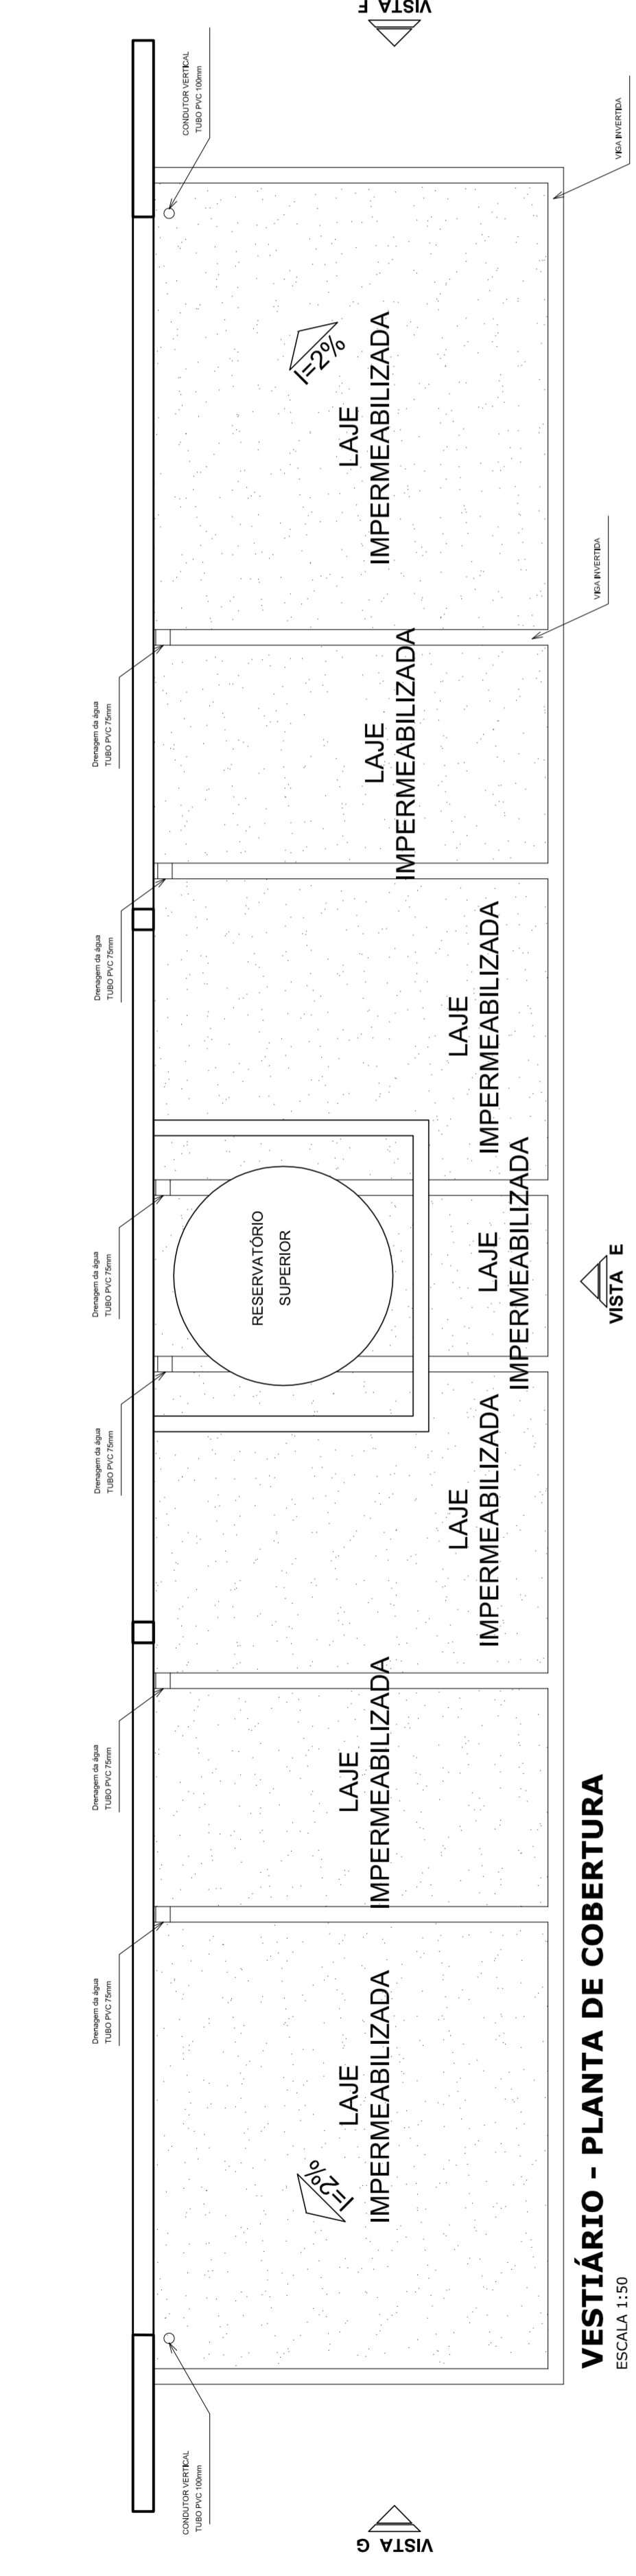 Drenagem da água
TUBO PVC 75mm
Drenagem da água
TUBO PVC 75mm
Drenagem da água
TUBO PVC 75mm
Drenagem da água
TUBO PVC 75mm
Drenagem da água
TUBO PVC 75mm
Drenagem da água
TUBO PVC 75mm
CONDUTOR VERTICAL
TUBO PVC 100mm
CONDUTOR VERTICAL
TUBO PVC 100mm
VISTA G
I=2%
LAJE
IMPERMEABILIZADA
LAJE
IMPERMEABILIZADA
LAJE
IMPERMEABILIZADA
RESERVATÓRIO
SUPERIOR
LAJE
IMPERMEABILIZADA
LAJE
IMPERMEABILIZADA
LAJE
IMPERMEABILIZADA
I=2%
LAJE
IMPERMEABILIZADA
VISTA F
VIGA INVERTIDA
VIGA INVERTIDA
VISTA E
VESTIÁRIO - PLANTA DE COBERTURA
ESCALA 1:50